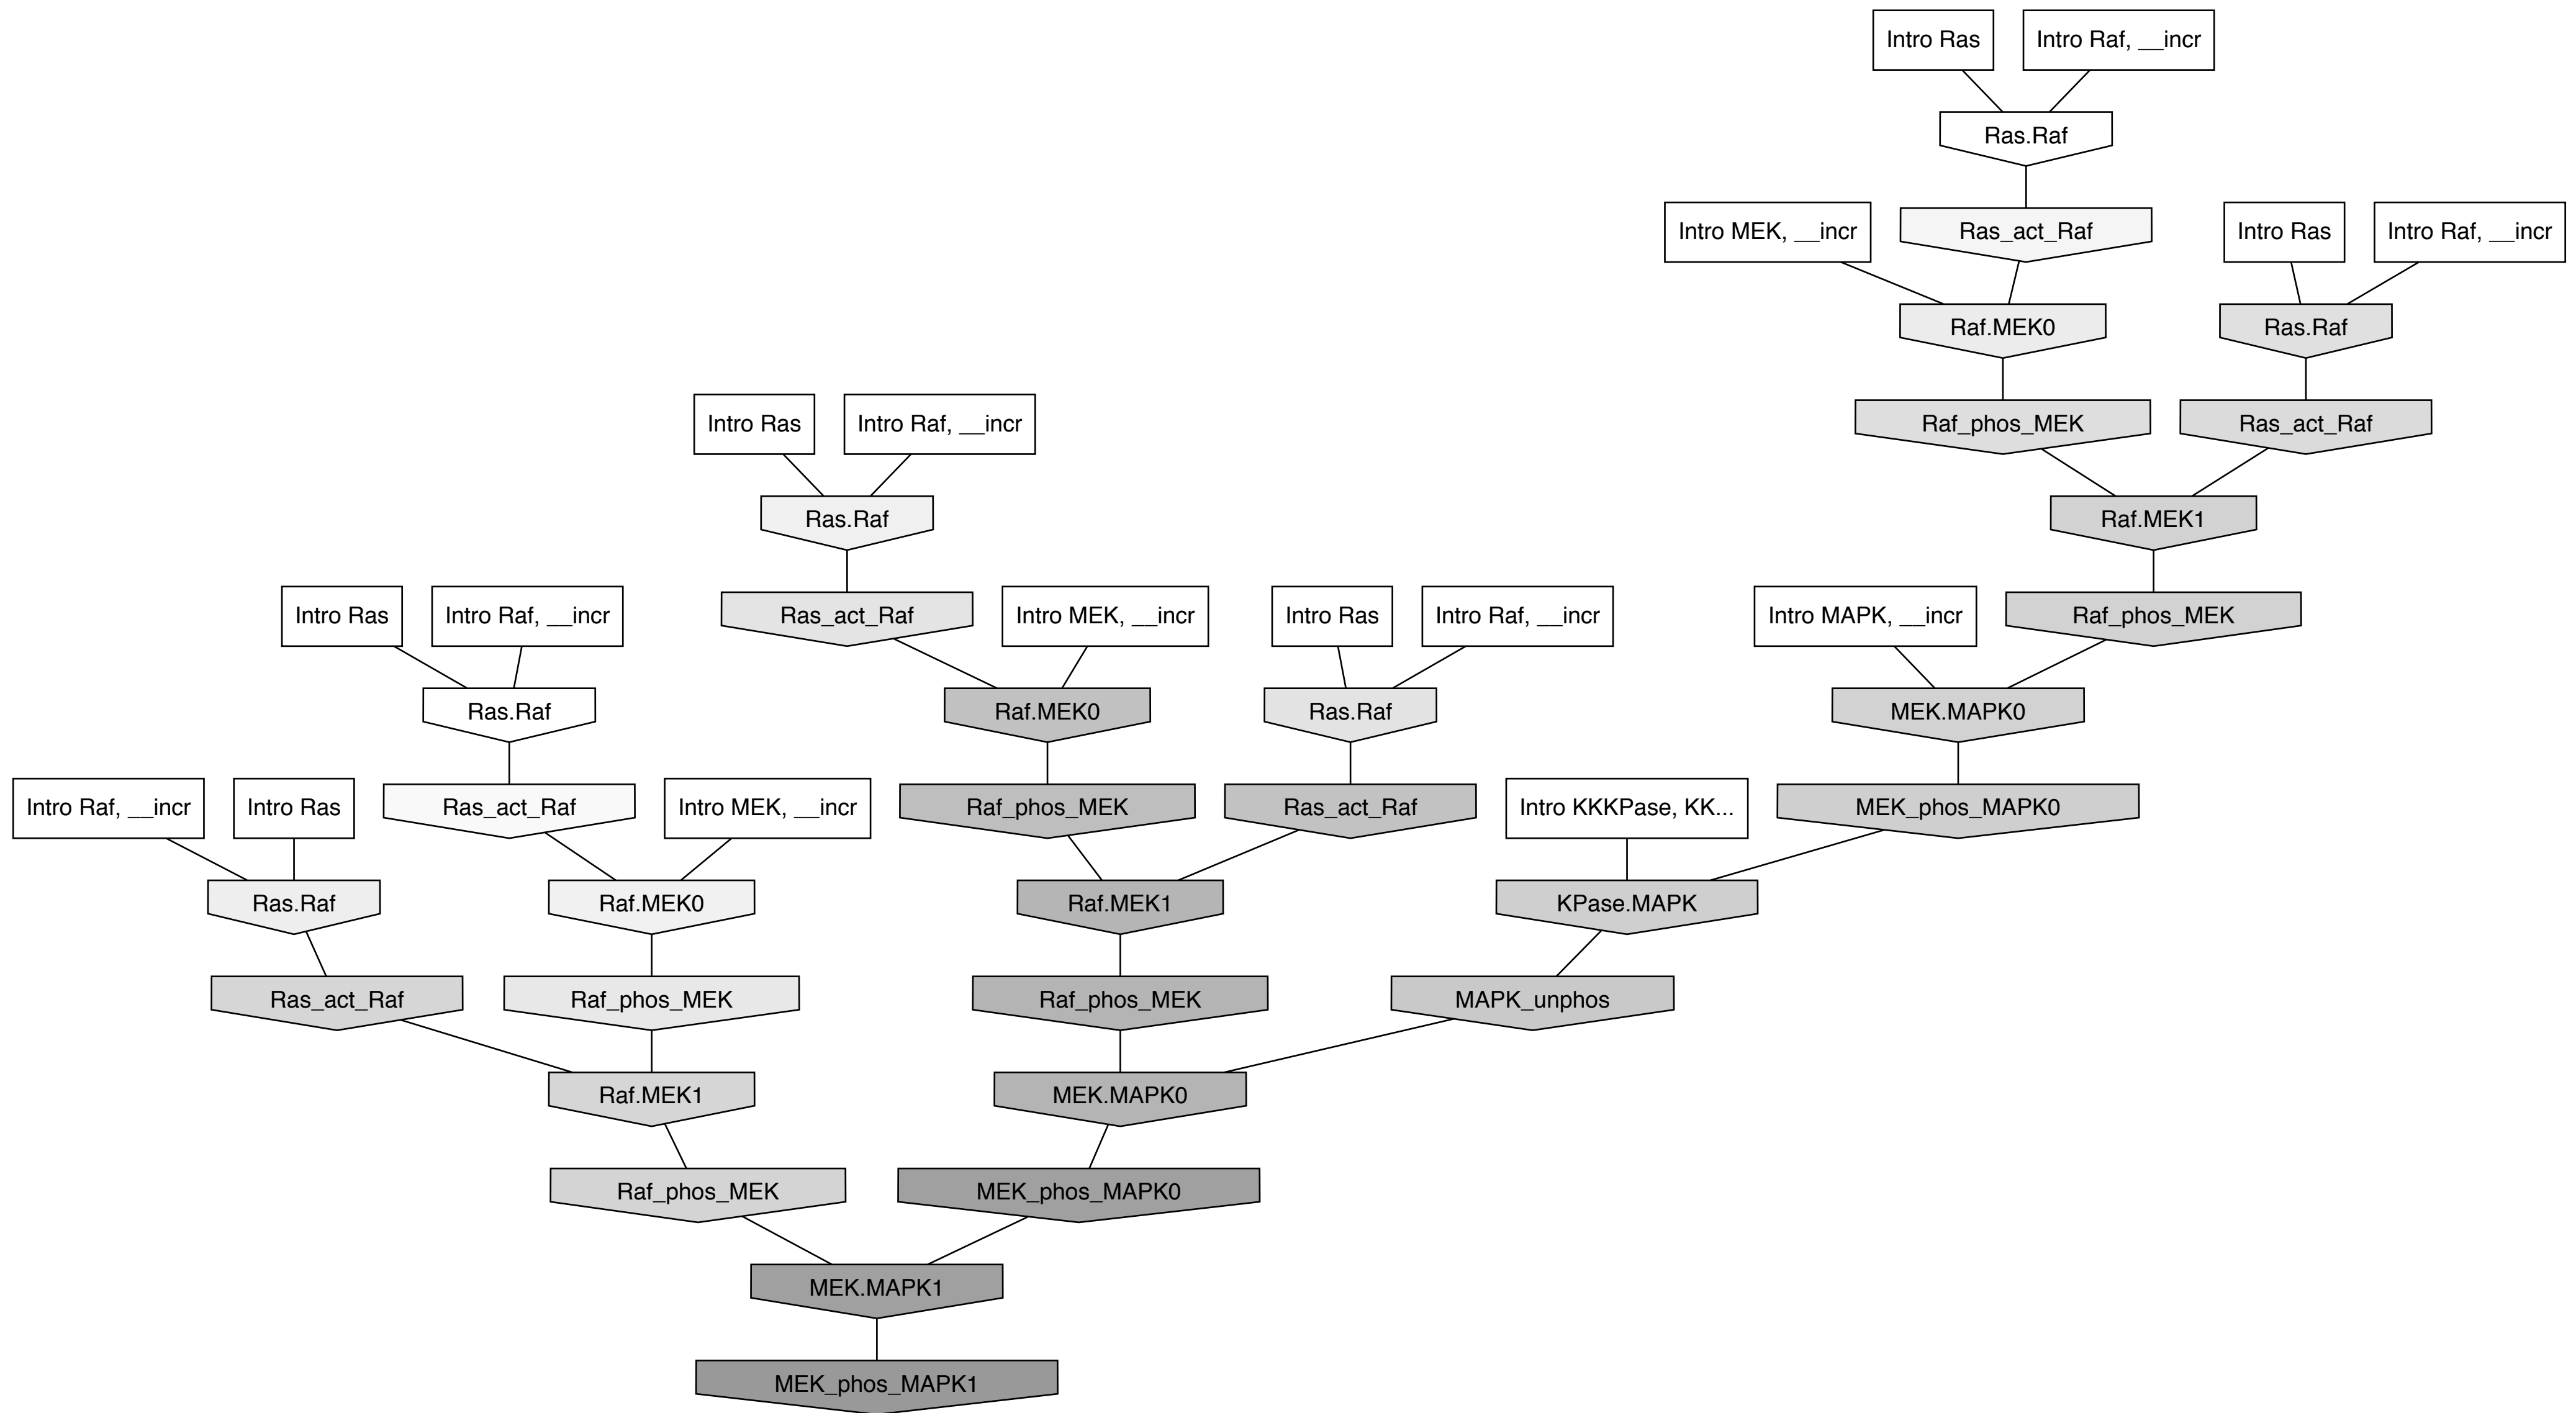 Intro Ras
Intro Raf, __incr
Ras.Raf
Intro MEK, __incr
Ras_act_Raf
Intro Ras
Intro Raf, __incr
Raf.MEK0
Ras.Raf
Intro Ras
Intro Raf, __incr
Raf_phos_MEK
Ras_act_Raf
Ras.Raf
Raf.MEK1
Intro Ras
Intro Raf, __incr
Ras_act_Raf
Intro MEK, __incr
Intro Ras
Intro Raf, __incr
Intro MAPK, __incr
Raf_phos_MEK
Ras.Raf
Raf.MEK0
Ras.Raf
MEK.MAPK0
Intro Raf, __incr
Intro Ras
Ras_act_Raf
Intro MEK, __incr
Raf_phos_MEK
Ras_act_Raf
Intro KKKPase, KK...
MEK_phos_MAPK0
Ras.Raf
Raf.MEK0
Raf.MEK1
KPase.MAPK
Ras_act_Raf
Raf_phos_MEK
Raf_phos_MEK
MAPK_unphos
Raf.MEK1
MEK.MAPK0
Raf_phos_MEK
MEK_phos_MAPK0
MEK.MAPK1
MEK_phos_MAPK1